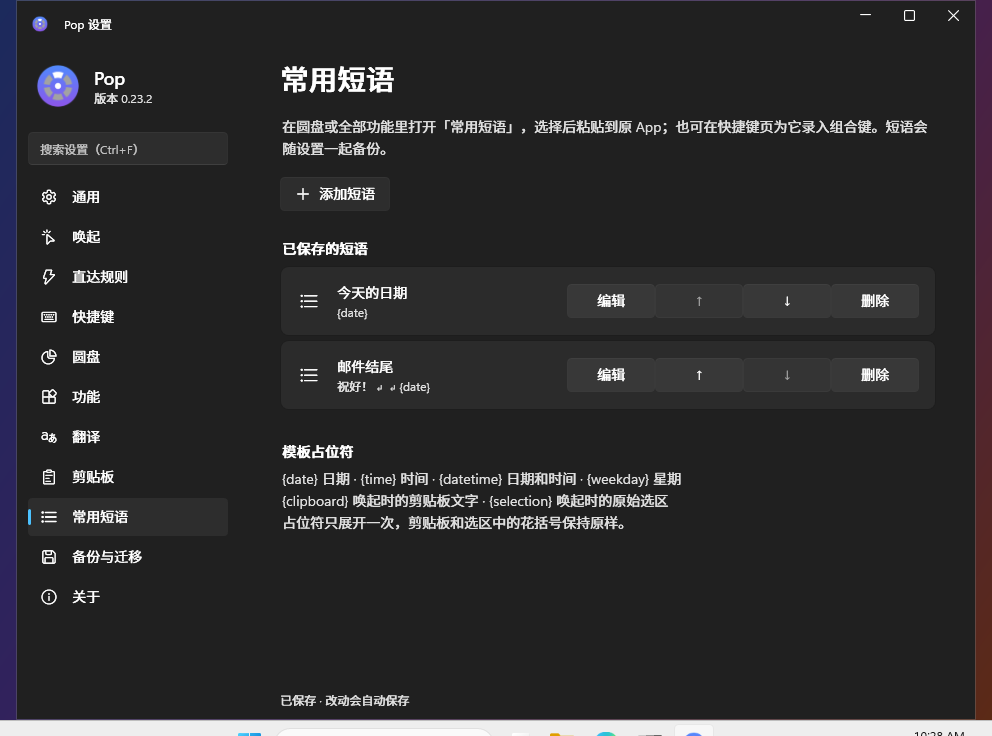 Pop 设置
Pop
版本 0.23.2
搜索设置（Ctrl+F）
通用
唤起
直达规则
快捷键
圆盘
功能
翻译
剪贴板
常用短语
备份与迁移
关于
常用短语
在圆盘或全部功能里打开「常用短语」，选择后粘贴到原 App；也可在快捷键页为它录入组合键。短语会
随设置一起备份。
+ 添加短语
已保存的短语
今天的日期
{date}
编辑 ↑ ↓ 删除
邮件结尾
祝好！ ↲ ↲ {date}
编辑 ↑ ↓ 删除
模板占位符
{date} 日期 · {time} 时间 · {datetime} 日期和时间 · {weekday} 星期
{clipboard} 唤起时的剪贴板文字 · {selection} 唤起时的原始选区
占位符只展开一次，剪贴板和选区中的花括号保持原样。
已保存 · 改动会自动保存
10:28 AM